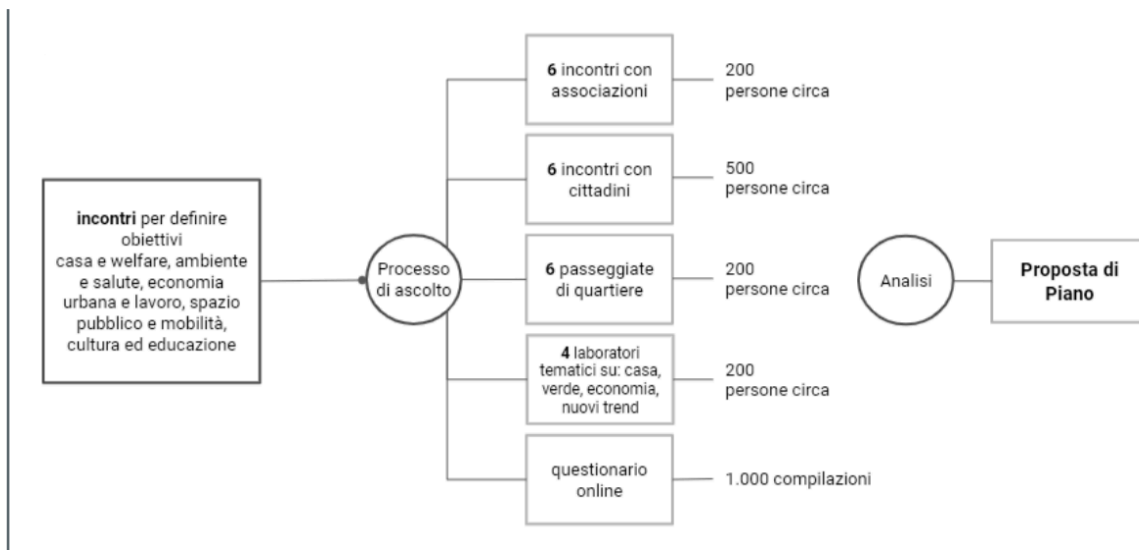 incontri per definire
obiettivi
casa e welfare, ambiente
e salute, economia
urbana e lavoro, spazio
pubblico e mobilità,
cultura ed educazione
Processo
di ascolto
6 incontri con
associazioni
200
persone circa
6 incontri con
cittadini
500
persone circa
6 passeggiate
di quartiere
200
persone circa
4 laboratori
tematici su: casa,
verde, economia,
nuovi trend
200
persone circa
questionario
online
1.000 compilazioni
Analisi
Proposta di
Piano